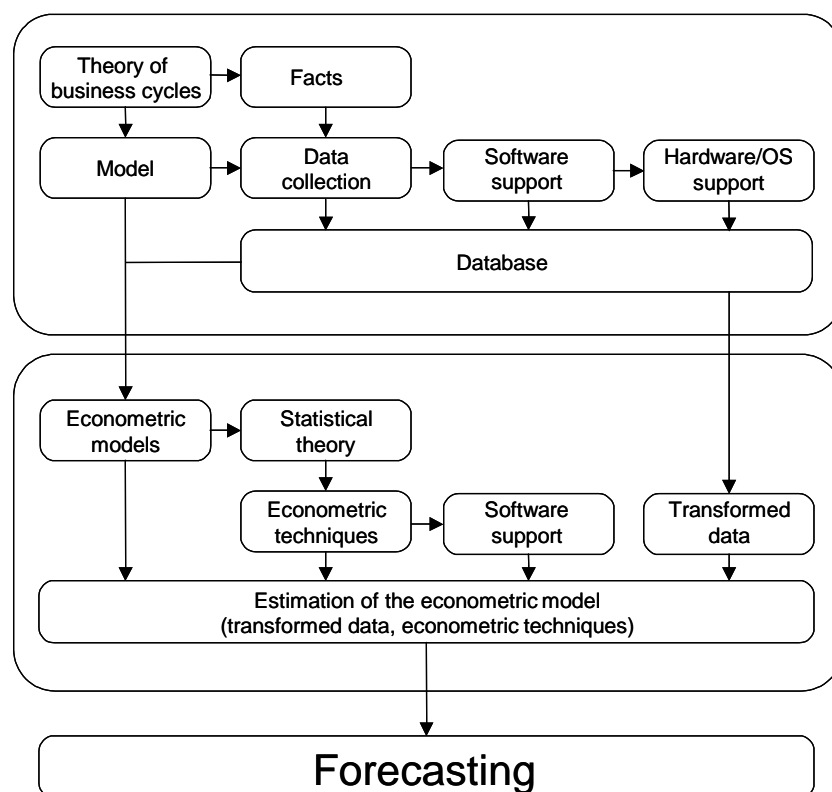 Theory of
business cycles
Facts
Model
Data
collection
Software
support
Hardware/OS
support
Database
Econometric
models
Statistical
theory
Econometric
techniques
Software
support
Transformed
data
Estimation of the econometric model
(transformed data, econometric techniques)
Forecasting